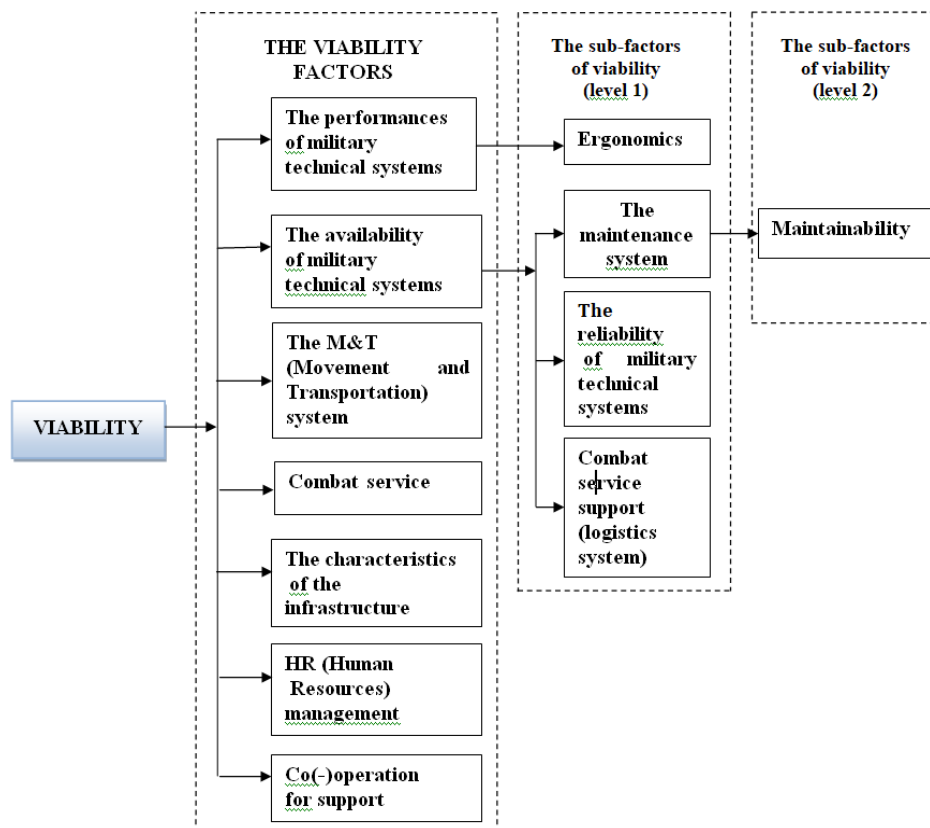 THE VIABILITY
FACTORS
The performances
of military
technical systems
The availability
of military
technical systems
The M&T
(Movement and
Transportation)
system
VIABILITY
Combat service
The characteristics
of the
infrastructure
HR (Human
Resources)
management
Co(-)operation
for support
The sub-factors
of viability
(level 1)
Ergonomics
The
maintenance
system
The
reliability
of military
technical
systems
Combat
service
support
(logistics
system)
The sub-factors
of viability
(level 2)
Maintainability